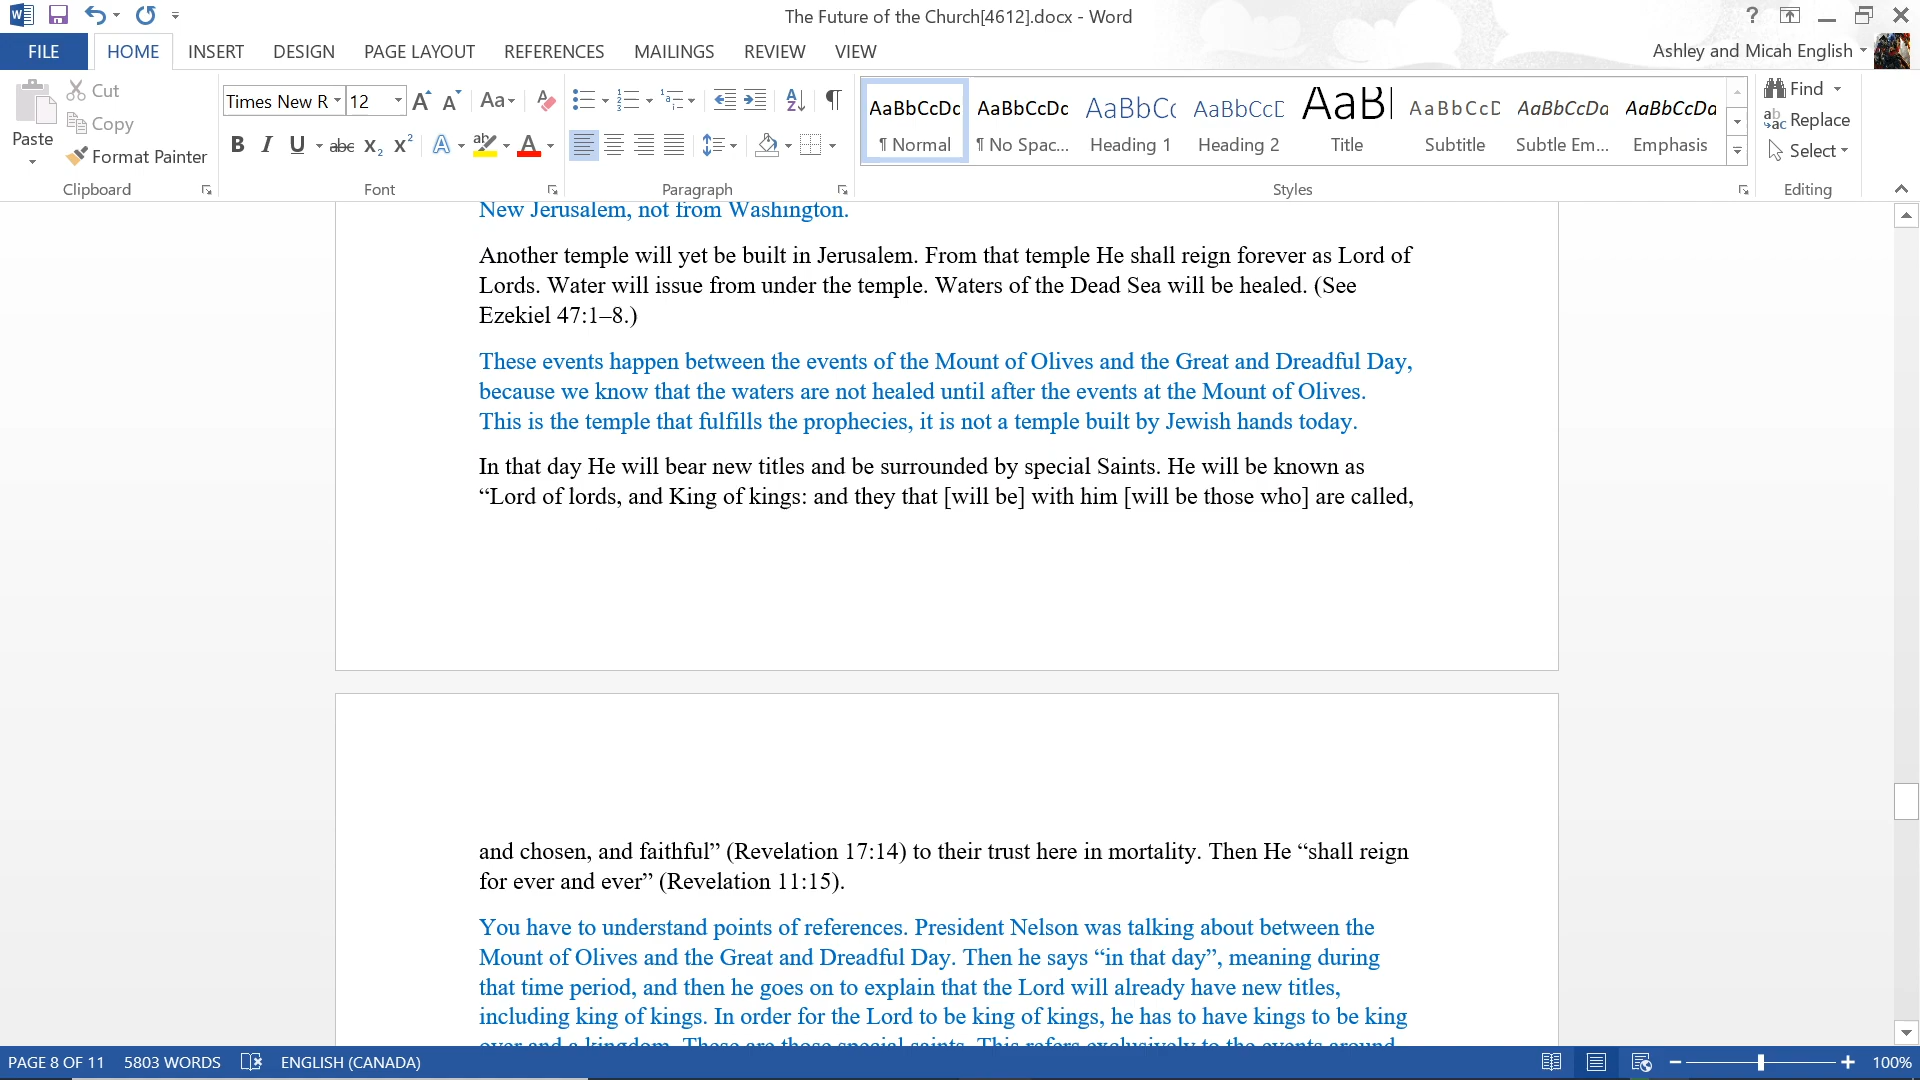 The Future of the Church[4612].docx - Word
?
FILE HOME INSERT DESIGN PAGE LAYOUT REFERENCES MAILINGS REVIEW VIEW
Ashley and Micah English
Paste
Cut
Copy
Format Painter
Clipboard
Times New R 12
Font
Paragraph
AaBbCcDc AaBbCcDc AaBbCc AaBbCcD AaBl AaBbCcD AaBbCcDa AaBbCcDa
¶ Normal ¶ No Spac... Heading 1 Heading 2 Title Subtitle Subtle Em... Emphasis
Styles
Find
Replace
Select
Editing
New Jerusalem, not from Washington.
Another temple will yet be built in Jerusalem. From that temple He shall reign forever as Lord of
Lords. Water will issue from under the temple. Waters of the Dead Sea will be healed. (See
Ezekiel 47:1–8.)
These events happen between the events of the Mount of Olives and the Great and Dreadful Day,
because we know that the waters are not healed until after the events at the Mount of Olives.
This is the temple that fulfills the prophecies, it is not a temple built by Jewish hands today.
In that day He will bear new titles and be surrounded by special Saints. He will be known as
“Lord of lords, and King of kings: and they that [will be] with him [will be those who] are called,
and chosen, and faithful” (Revelation 17:14) to their trust here in mortality. Then He “shall reign
for ever and ever” (Revelation 11:15).
You have to understand points of references. President Nelson was talking about between the
Mount of Olives and the Great and Dreadful Day. Then he says “in that day”, meaning during
that time period, and then he goes on to explain that the Lord will already have new titles,
including king of kings. In order for the Lord to be king of kings, he has to have kings to be king
over and a kingdom. These are those special saints. This refers exclusively to the events around
PAGE 8 OF 11 5803 WORDS ENGLISH (CANADA) 100%